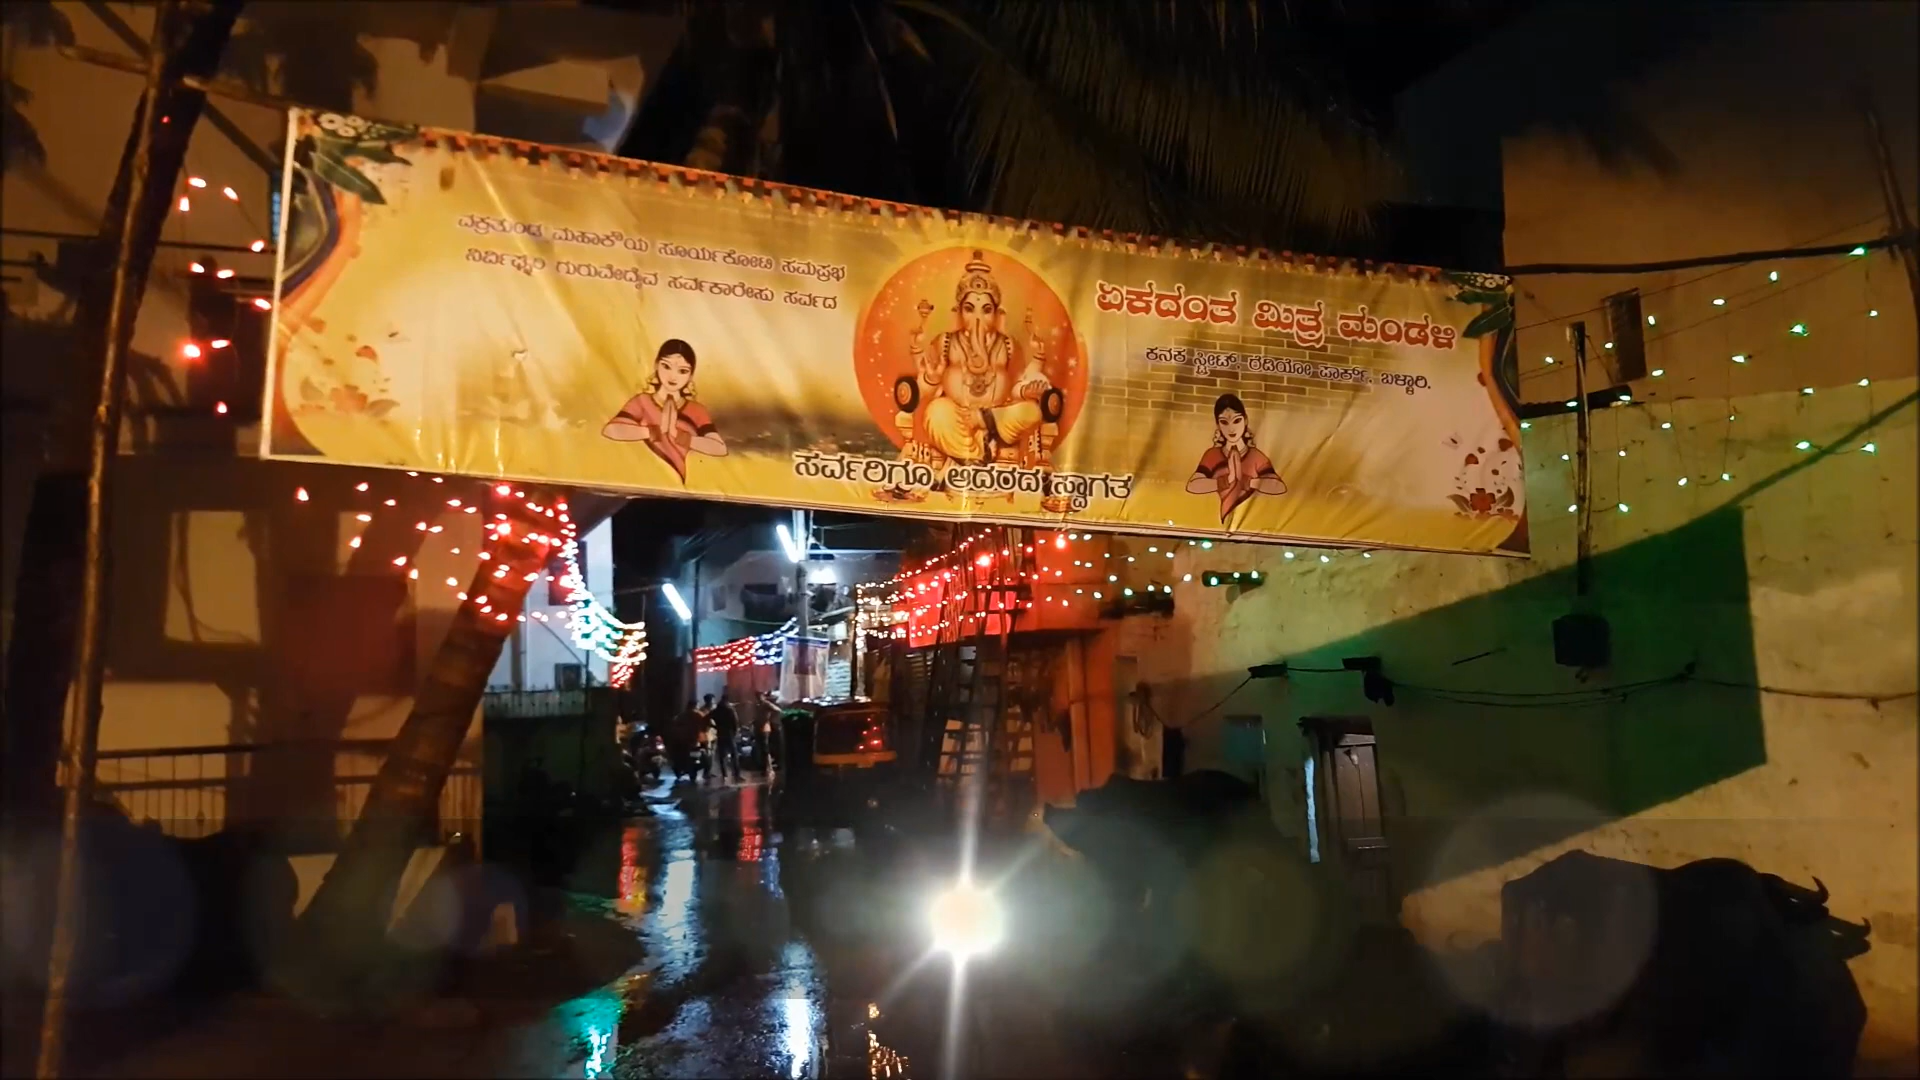 ವಕ್ರತುಂಡ ಮಹಾಕಾಯ ಸೂರ್ಯಕೋಟಿ ಸಮಪ್ರಭ
ನಿರ್ವಿಘ್ನಂ ಗುರುವೇದೈವ ಸರ್ವಕಾರೇಸು ಸರ್ವದ
ಏಕದಂತ ಮಿತ್ರ ಮಂಡಳಿ
ಕನಕ ಸ್ಟ್ರೀಟ್. ರೆಡಿಯೋ ಪಾರ್ಕ್. ಬಳ್ಳಾರಿ.
ಸರ್ವರಿಗೂ ಆದರದ ಸ್ವಾಗತ